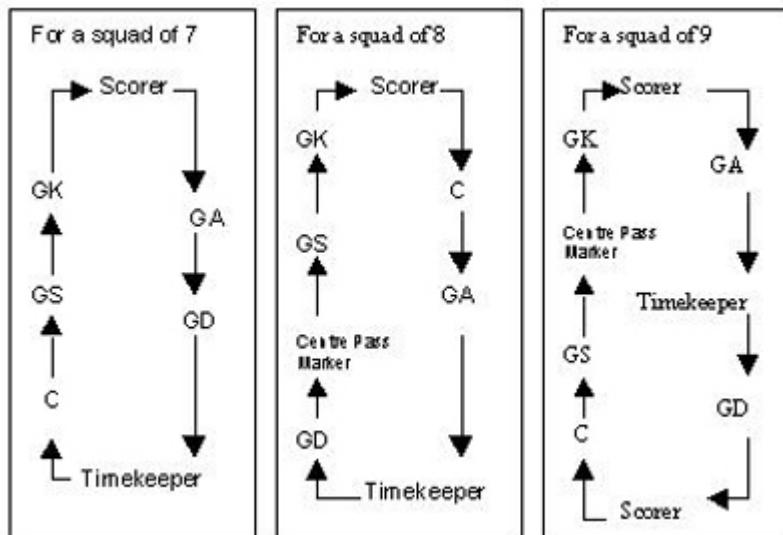 For a squad of 7
Scorer
GK
GA
GS
GD
C
Timekeeper
For a squad of 8
Scorer
GK
C
GS
GA
Centre Pass
Marker
GD
Timekeeper
For a squad of 9
Scorer
GK
GA
Centre Pass
Marker
Timekeeper
GS
GD
C
Scorer